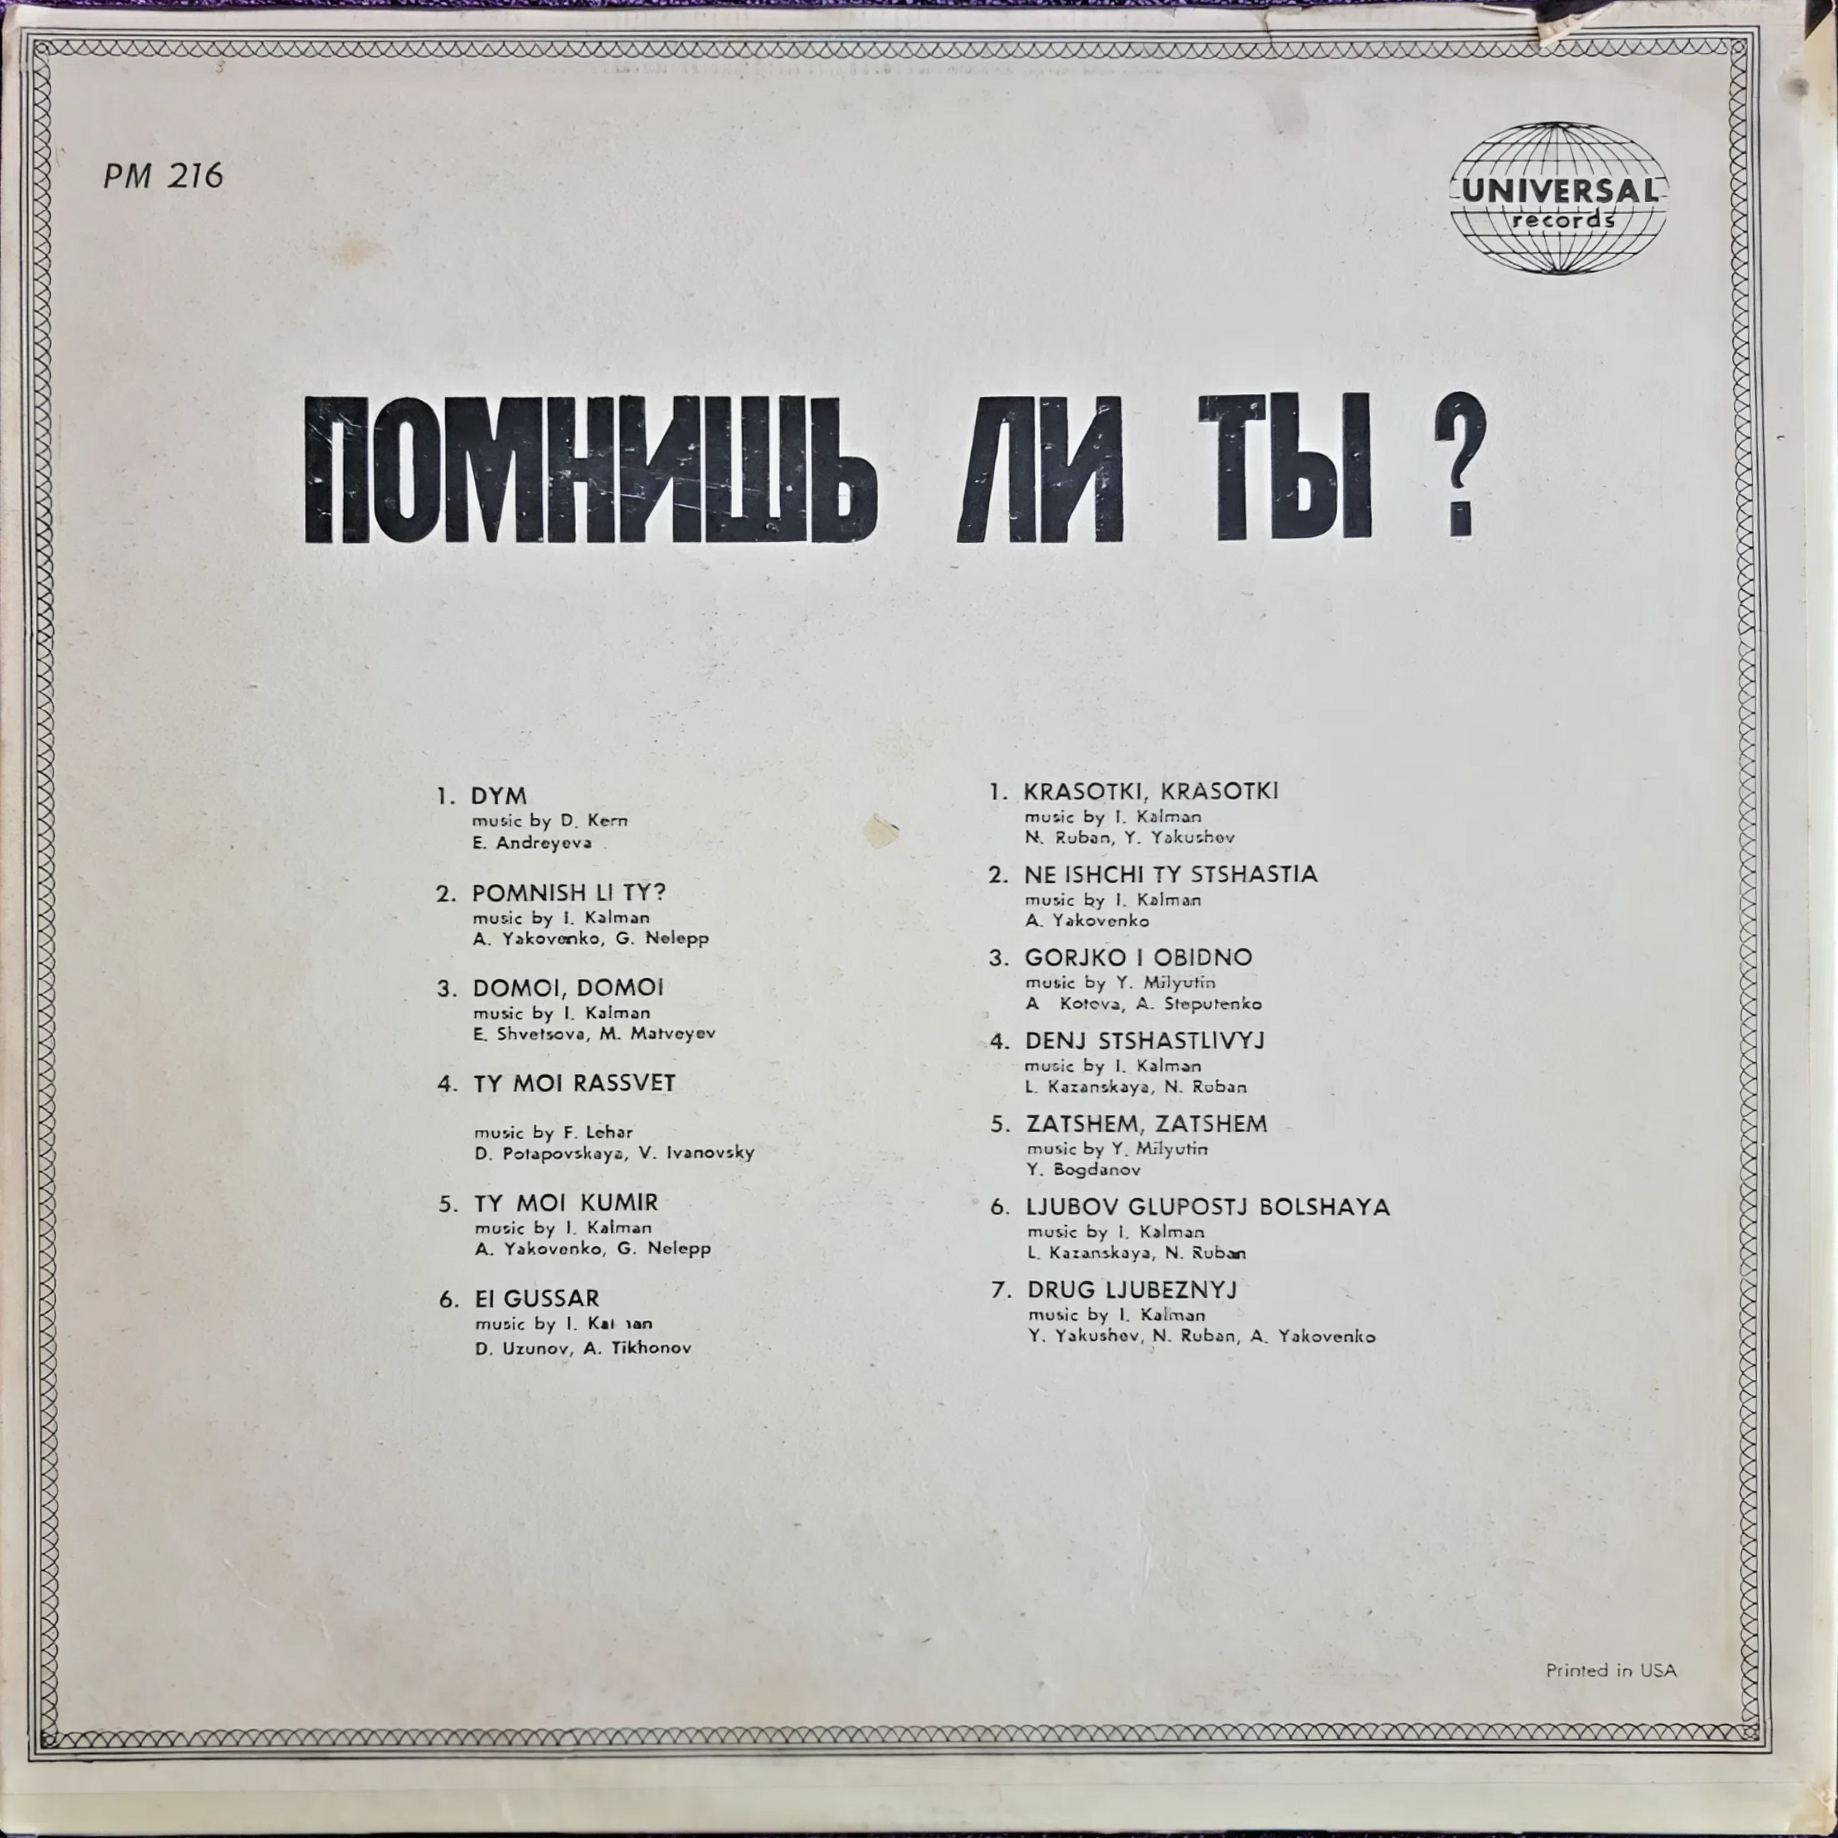 PM 216
UNIVERSAL
records
ПОМНИШЬ ЛИ ТЫ ?
1. DYM
music by D. Kern
E. Andreyeva
2. POMNISH LI TY?
music by I. Kalman
A. Yakovenko, G. Nelepp
3. DOMOI, DOMOI
music by I. Kalman
E. Shvetsova, M. Matveyev
4. TY MOI RASSVET
music by F. Lehar
D. Potapovskaya, V. Ivanovsky
5. TY MOI KUMIR
music by I. Kalman
A. Yakovenko, G. Nelepp
6. EI GUSSAR
music by I. Kalman
D. Uzunov, A. Tikhonov
1. KRASOTKI, KRASOTKI
music by I. Kalman
N. Ruban, Y. Yakushev
2. NE ISHCHI TY STSHASTIA
music by I. Kalman
A. Yakovenko
3. GORJKO I OBIDNO
music by Y. Milyutin
A Kotova, A. Steputenko
4. DENJ STSHASTLIVYJ
music by I. Kalman
L. Kazanskaya, N. Ruban
5. ZATSHEM, ZATSHEM
music by Y. Milyutin
Y. Bogdanov
6. LJUBOV GLUPOSTJ BOLSHAYA
music by I. Kalman
L. Kazanskaya, N. Ruban
7. DRUG LJUBEZNYJ
music by I. Kalman
Y. Yakushev, N. Ruban, A. Yakovenko
Printed in USA